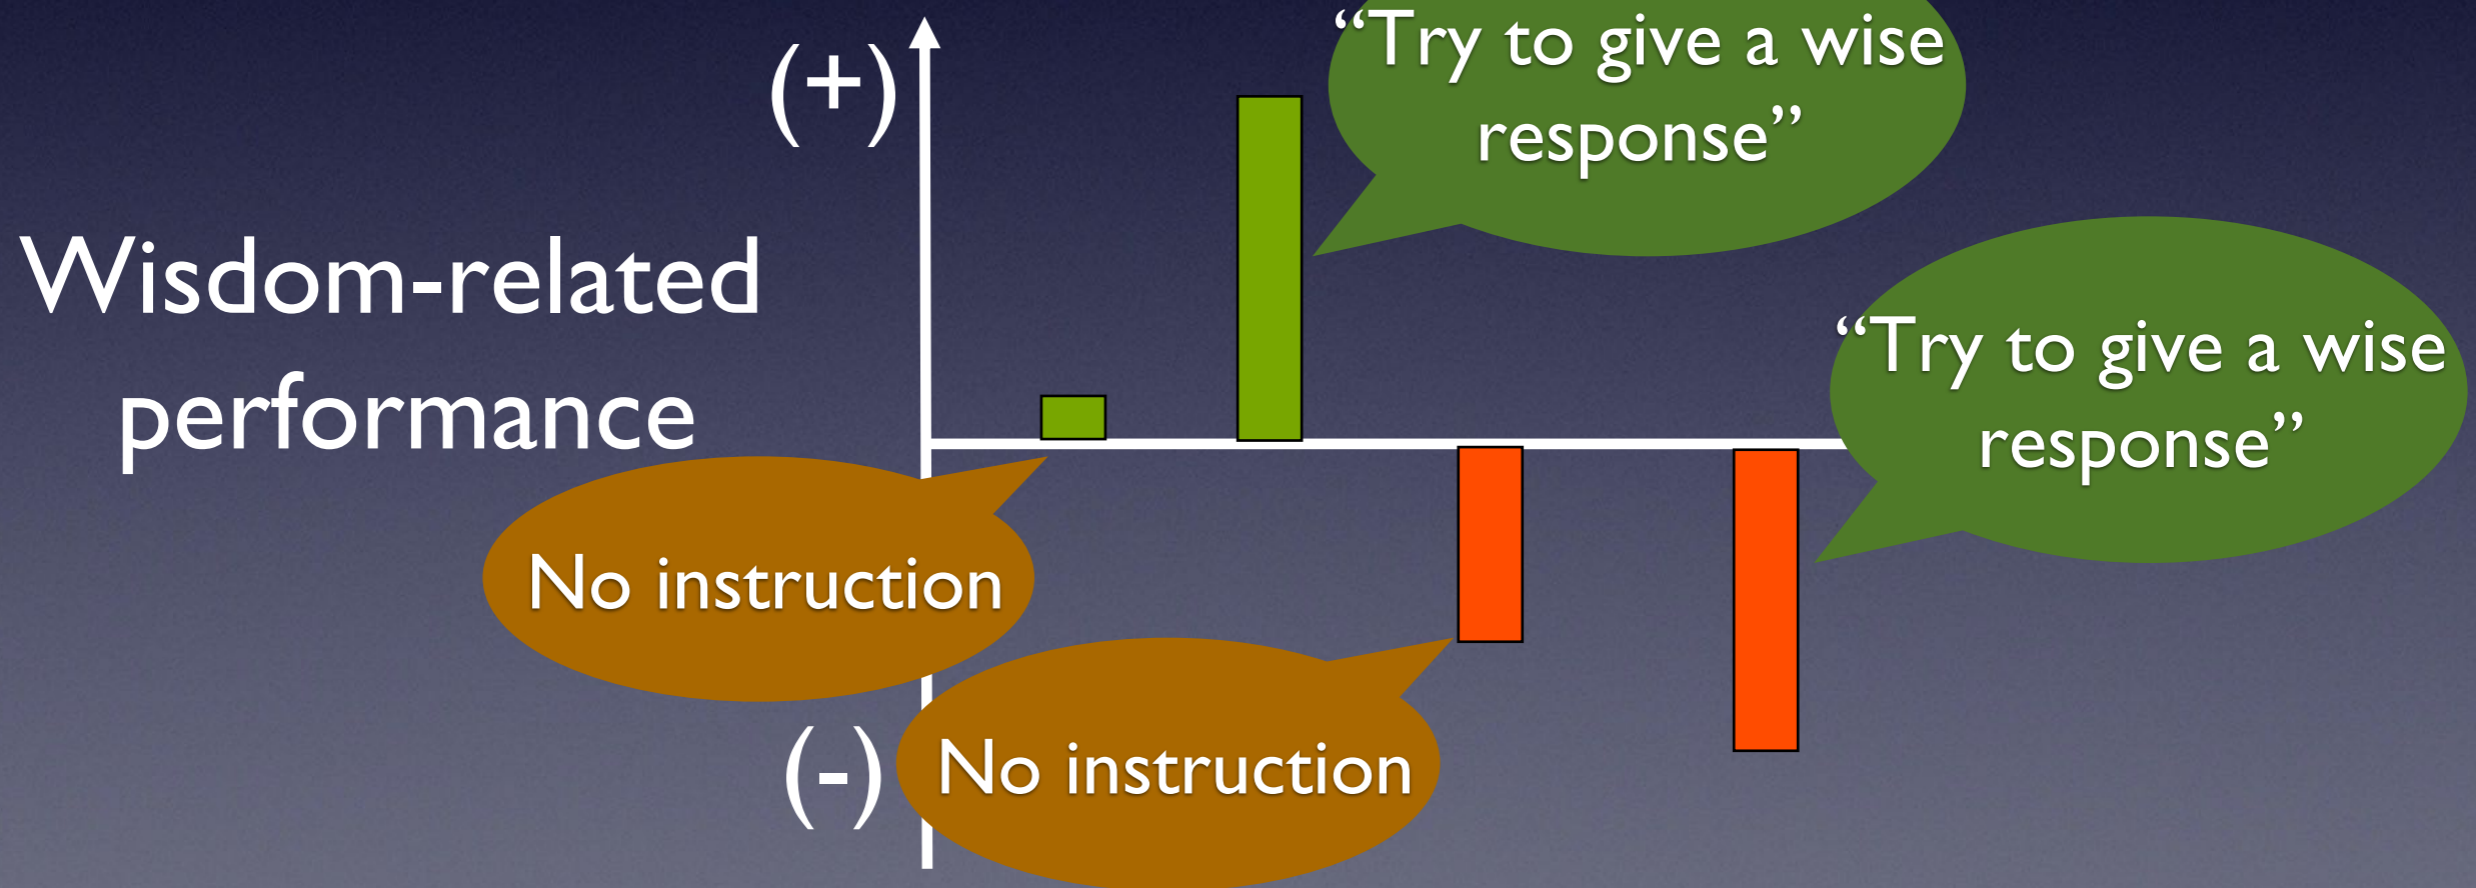 (+)
“Try to give a wise
response”
Wisdom-related
performance
“Try to give a wise
response”
No instruction
(-)
No instruction